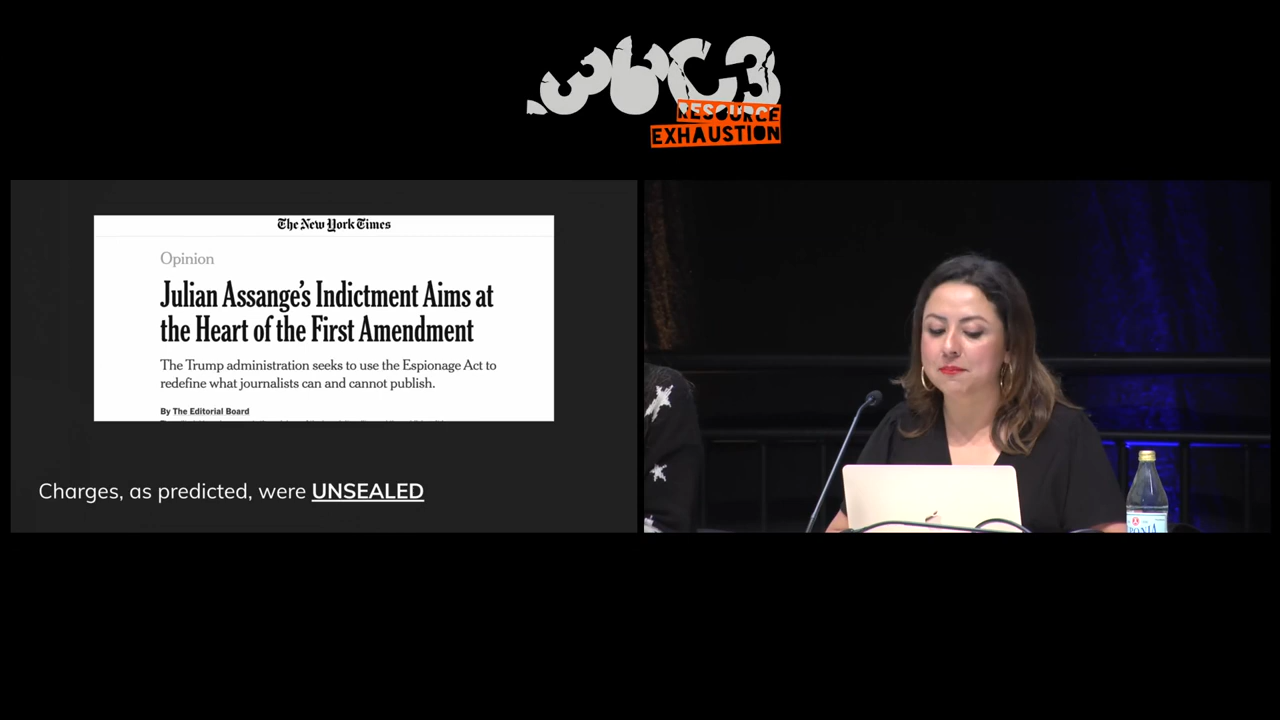 36C3
RESOURCE
EXHAUSTION
The New York Times
Opinion
Julian Assange's Indictment Aims at
the Heart of the First Amendment
The Trump administration seeks to use the Espionage Act to
redefine what journalists can and cannot publish.
By The Editorial Board
Charges, as predicted, were UNSEALED